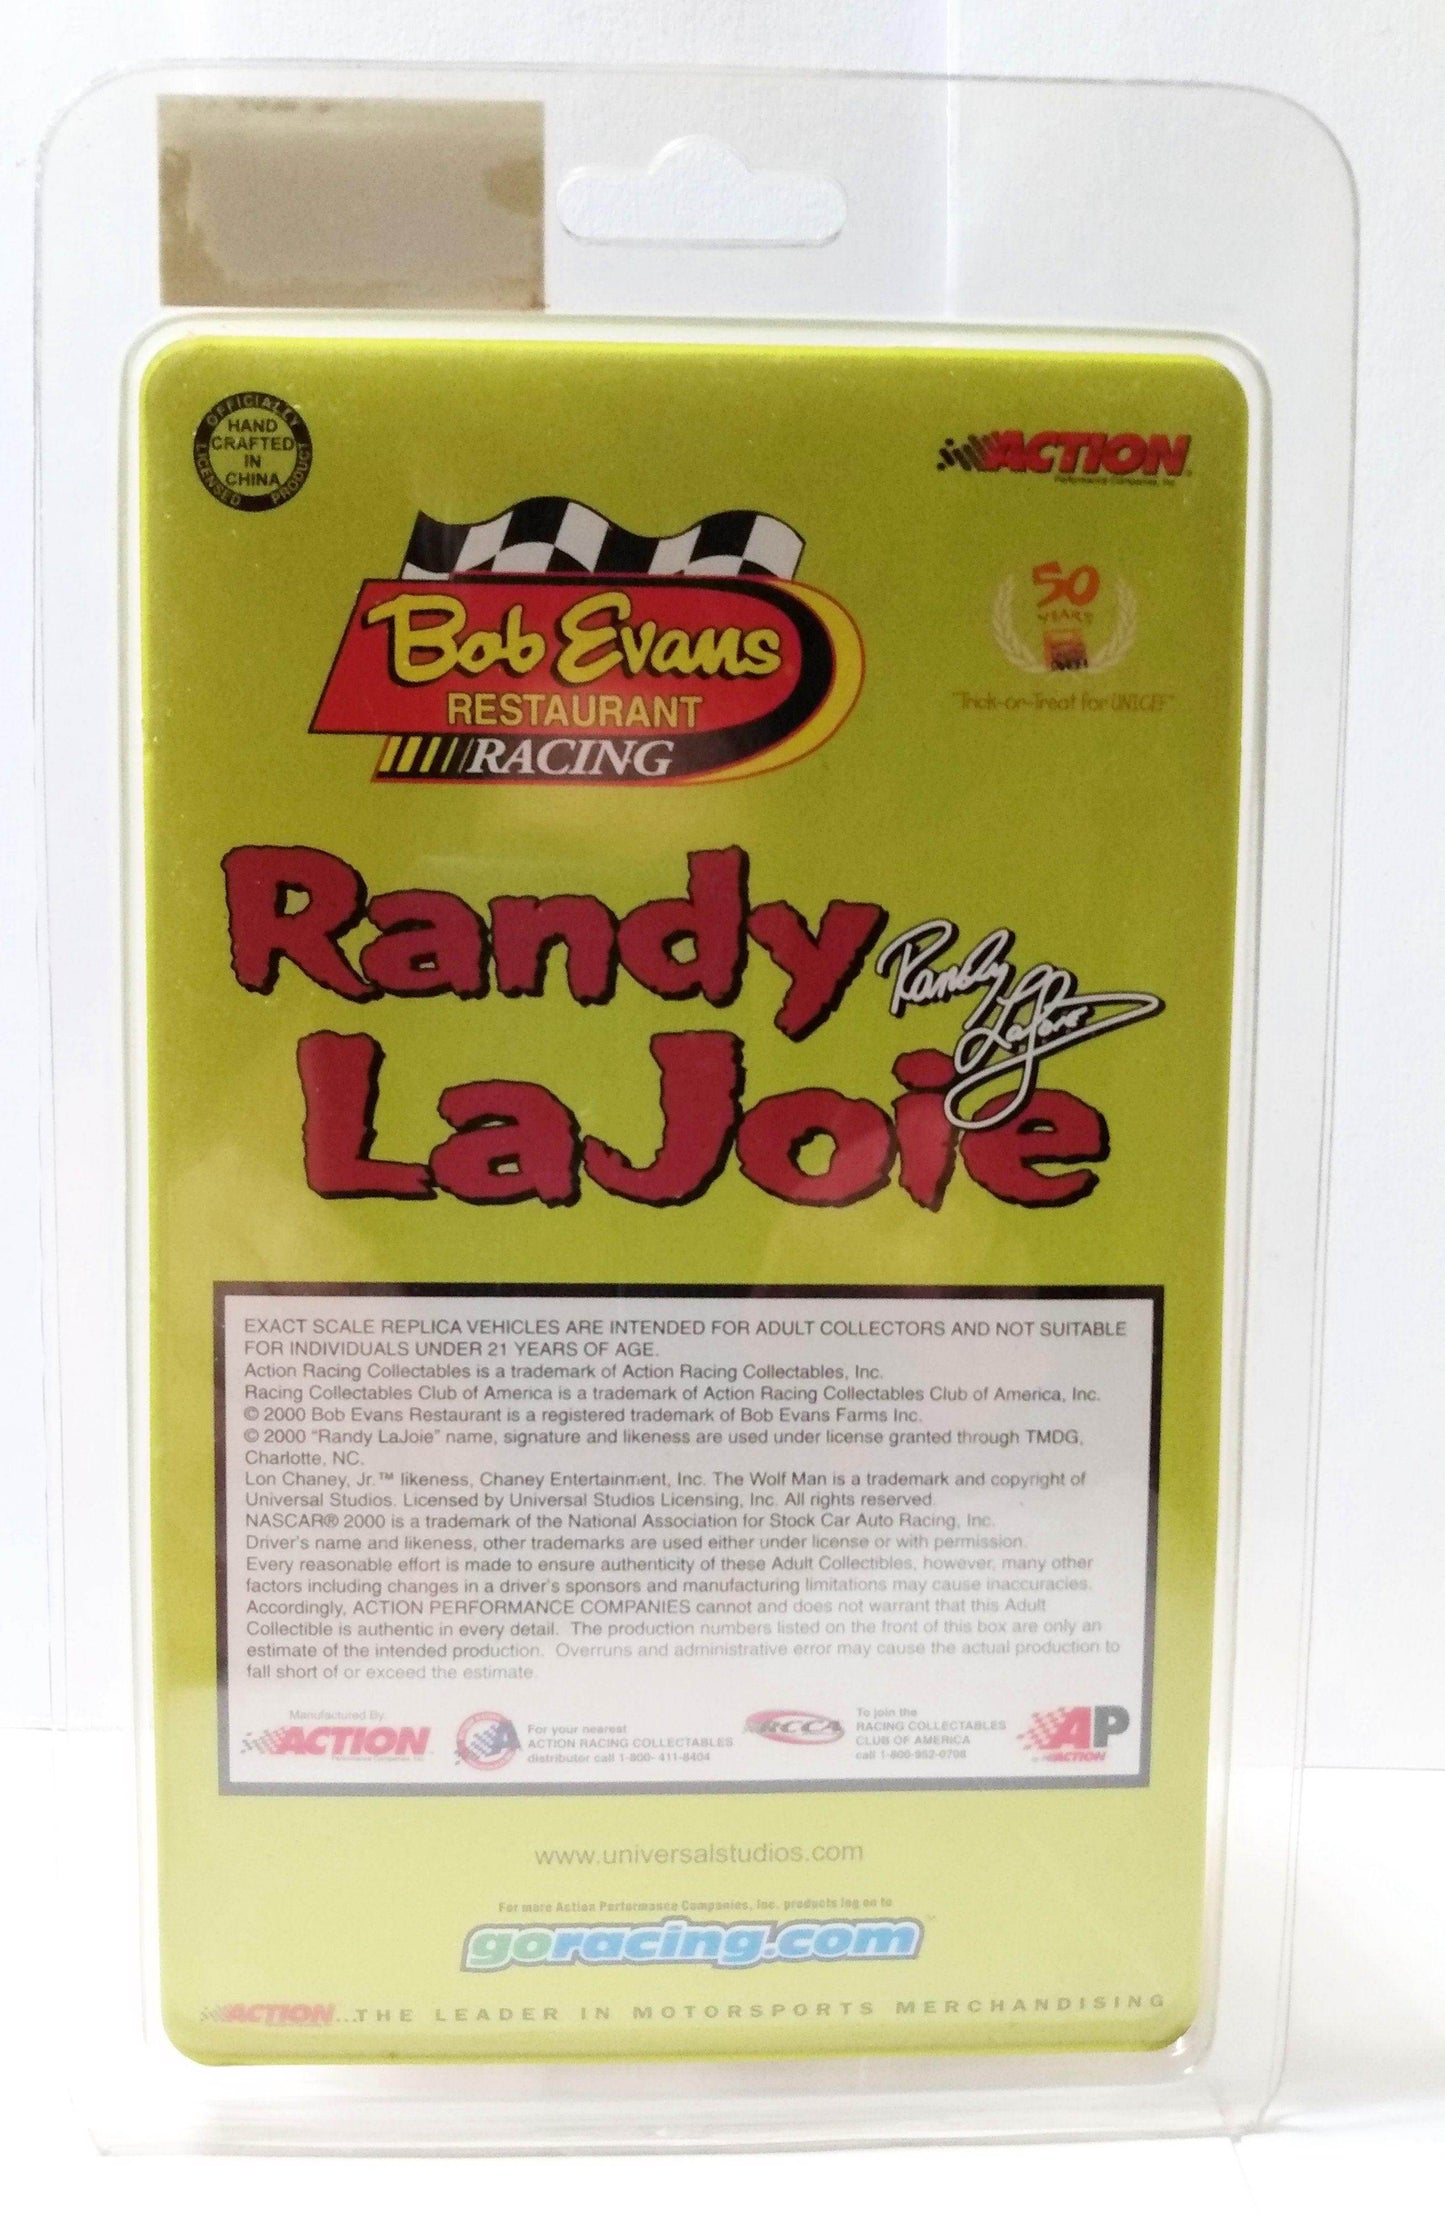 OFFICIALLY
HAND
CRAFTED
IN
CHINA
LICENSED PRODUCT
ACTION
Performance Companies, Inc.
50
YEARS
"Trick-or-Treat for UNICEF"
Bob Evans
RESTAURANT
RACING
Randy
Randy LaJoie
LaJoie
EXACT SCALE REPLICA VEHICLES ARE INTENDED FOR ADULT COLLECTORS AND NOT SUITABLE
FOR INDIVIDUALS UNDER 21 YEARS OF AGE.
Action Racing Collectables is a trademark of Action Racing Collectables, Inc.
Racing Collectables Club of America is a trademark of Action Racing Collectables Club of America, Inc.
© 2000 Bob Evans Restaurant is a registered trademark of Bob Evans Farms Inc.
© 2000 "Randy LaJoie" name, signature and likeness are used under license granted through TMDG,
Charlotte, NC.
Lon Chaney, Jr.™ likeness, Chaney Entertainment, Inc. The Wolf Man is a trademark and copyright of
Universal Studios. Licensed by Universal Studios Licensing, Inc. All rights reserved.
NASCAR® 2000 is a trademark of the National Association for Stock Car Auto Racing, Inc.
Driver's name and likeness, other trademarks are used either under license or with permission.
Every reasonable effort is made to ensure authenticity of these Adult Collectibles, however, many other
factors including changes in a driver's sponsors and manufacturing limitations may cause inaccuracies.
Accordingly, ACTION PERFORMANCE COMPANIES cannot and does not warrant that this Adult
Collectible is authentic in every detail. The production numbers listed on the front of this box are only an
estimate of the intended production. Overruns and administrative error may cause the actual production to
fall short of or exceed the estimate.
Manufactured By
ACTION
Performance Companies, Inc.
A
For your nearest
ACTION RACING COLLECTABLES
distributor call 1-800- 411-8404
RCCA
To join the
RACING COLLECTABLES
CLUB OF AMERICA
call 1-800-952-0708
AP
by ACTION
www.universalstudios.com
For more Action Performance Companies, Inc. products log on to
goracing.com™
ACTION...THE LEADER IN MOTORSPORTS MERCHANDISING